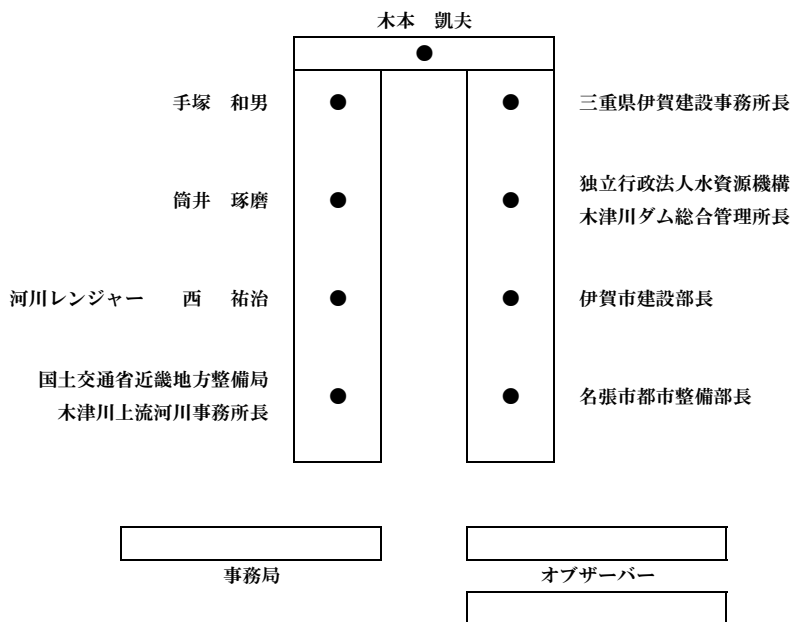 木本　凱夫
手塚　和男
三重県伊賀建設事務所長
筒井　琢磨
独立行政法人水資源機構
木津川ダム総合管理所長
河川レンジャー　　西　祐治
伊賀市建設部長
国土交通省近畿地方整備局
木津川上流河川事務所長
名張市都市整備部長
事務局
オブザーバー